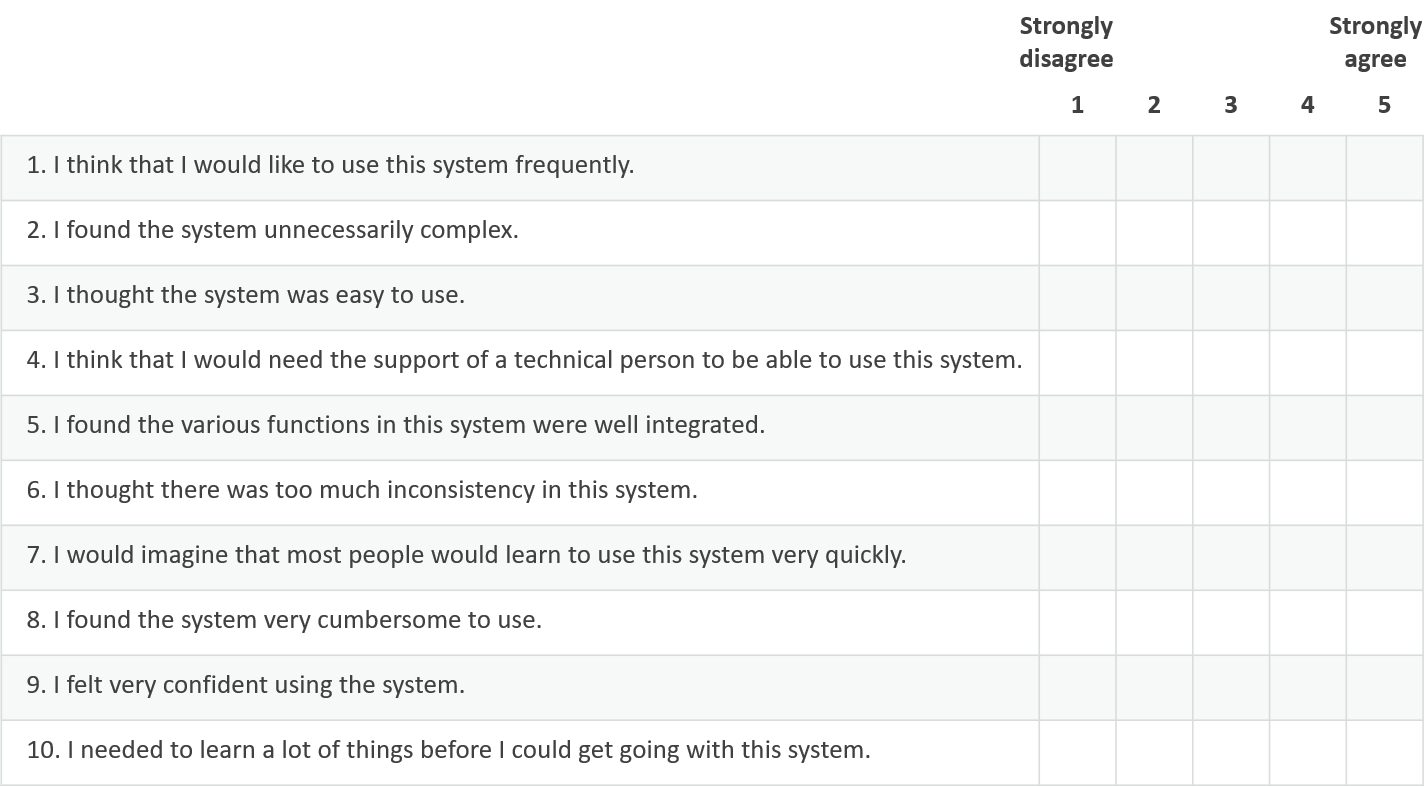 Strongly disagree
Strongly agree
1 2 3 4 5
1. I think that I would like to use this system frequently.
2. I found the system unnecessarily complex.
3. I thought the system was easy to use.
4. I think that I would need the support of a technical person to be able to use this system.
5. I found the various functions in this system were well integrated.
6. I thought there was too much inconsistency in this system.
7. I would imagine that most people would learn to use this system very quickly.
8. I found the system very cumbersome to use.
9. I felt very confident using the system.
10. I needed to learn a lot of things before I could get going with this system.